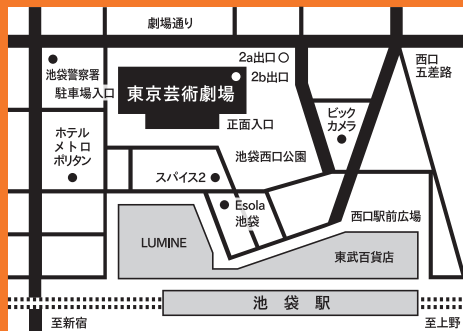 劇場通り
2a出口
西口
五差路
池袋警察署
2b出口
駐車場入口
東京芸術劇場
ビック
カメラ
正面入口
ホテル
メトロ
ポリタン
池袋西口公園
スパイス2
Esola
池袋
西口駅前広場
LUMINE
東武百貨店
池袋駅
至新宿
至上野